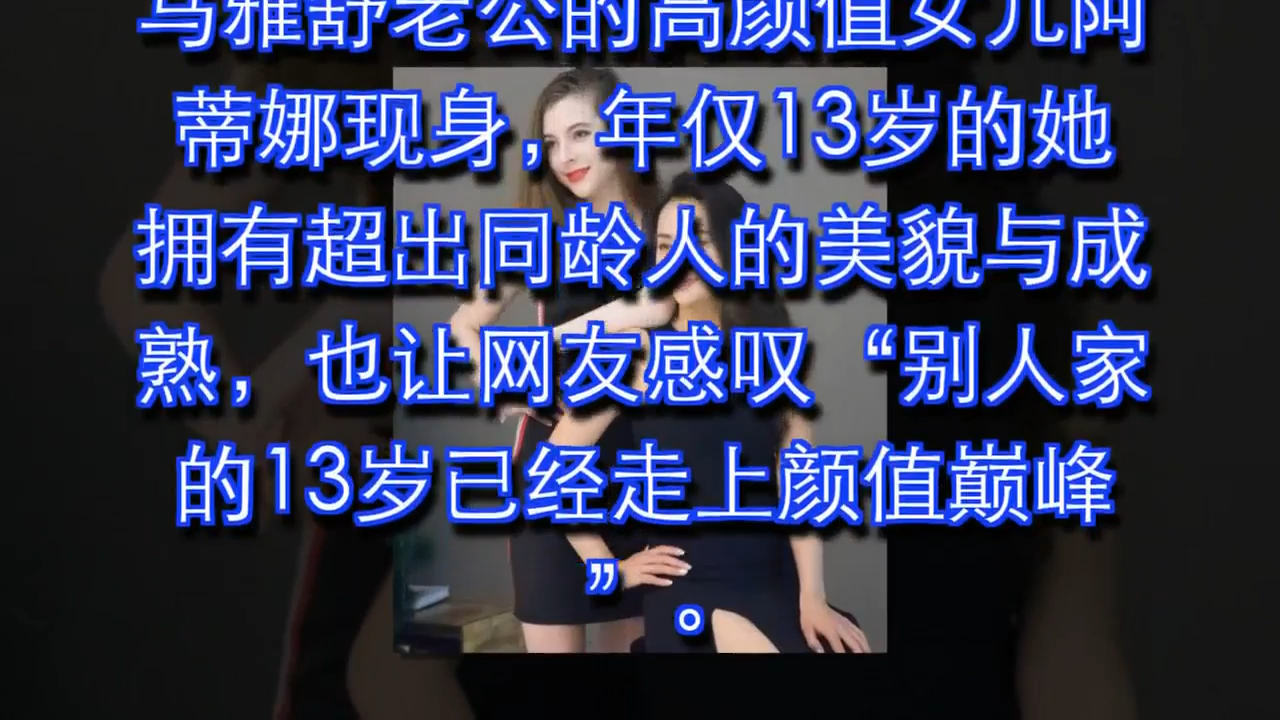 马雅舒老公的高颜值女儿阿
蒂娜现身，年仅13岁的她
拥有超出同龄人的美貌与成
熟，也让网友感叹“别人家
的13岁已经走上颜值巅峰
”。